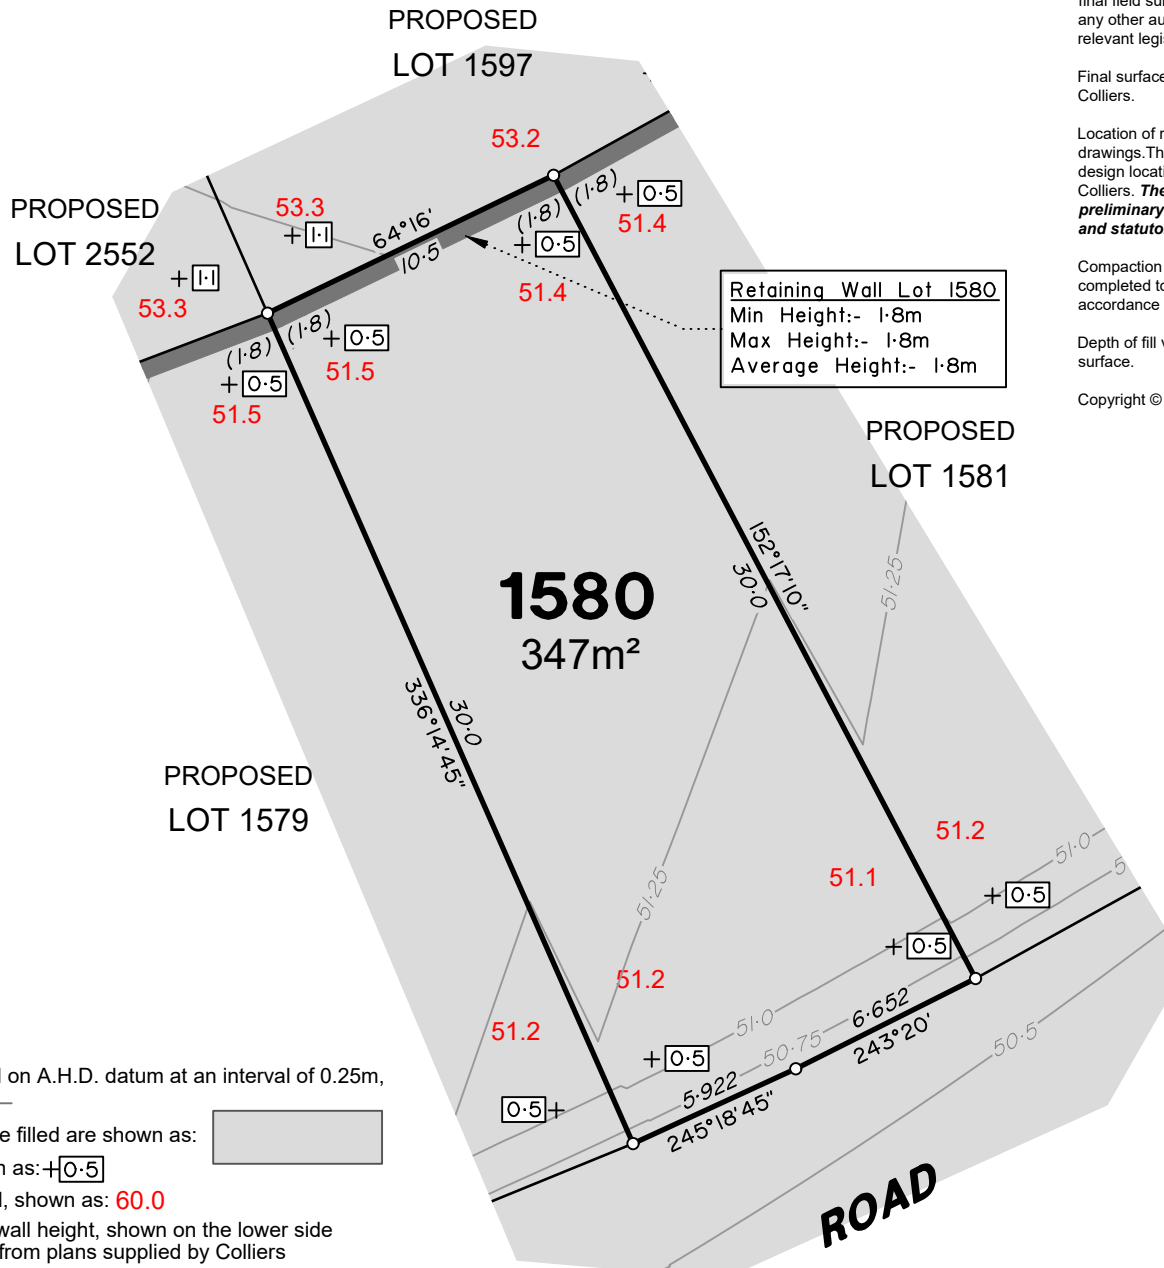 PROPOSED
LOT 1597
any other au
relevant legis
Final surface
Colliers.
Location of r
drawings.Th
design locati
Colliers. The
preliminary
and statuto
Compaction
completed to
accordance
Depth of fill v
surface.
Copyright ©
53.2
PROPOSED
LOT 2552
53.3
+ 1·1
+ 1·1
53.3
64°16'
10·5
(1·8)
(1·8)
+ 0·5
51.4
+ 0·5
51.4
(1·8)
(1·8)
+ 0·5
51.5
+ 0·5
51.5
Retaining Wall Lot 1580
Min Height:- 1·8m
Max Height:- 1·8m
Average Height:- 1·8m
PROPOSED
LOT 1581
152°17'10"
30·0
51·25
1580
347m²
336°14'45"
30·0
PROPOSED
LOT 1579
51·25
51.2
51.1
51·0
5
+ 0·5
+ 0·5
51.2
51.2
51·0
50·75
6·652
243°20'
50·5
+ 0·5
0·5 +
5·922
245°18'45"
ROAD
on A.H.D. datum at an interval of 0.25m,
e filled are shown as:
n as: + 0·5
, shown as: 60.0
wall height, shown on the lower side
from plans supplied by Colliers